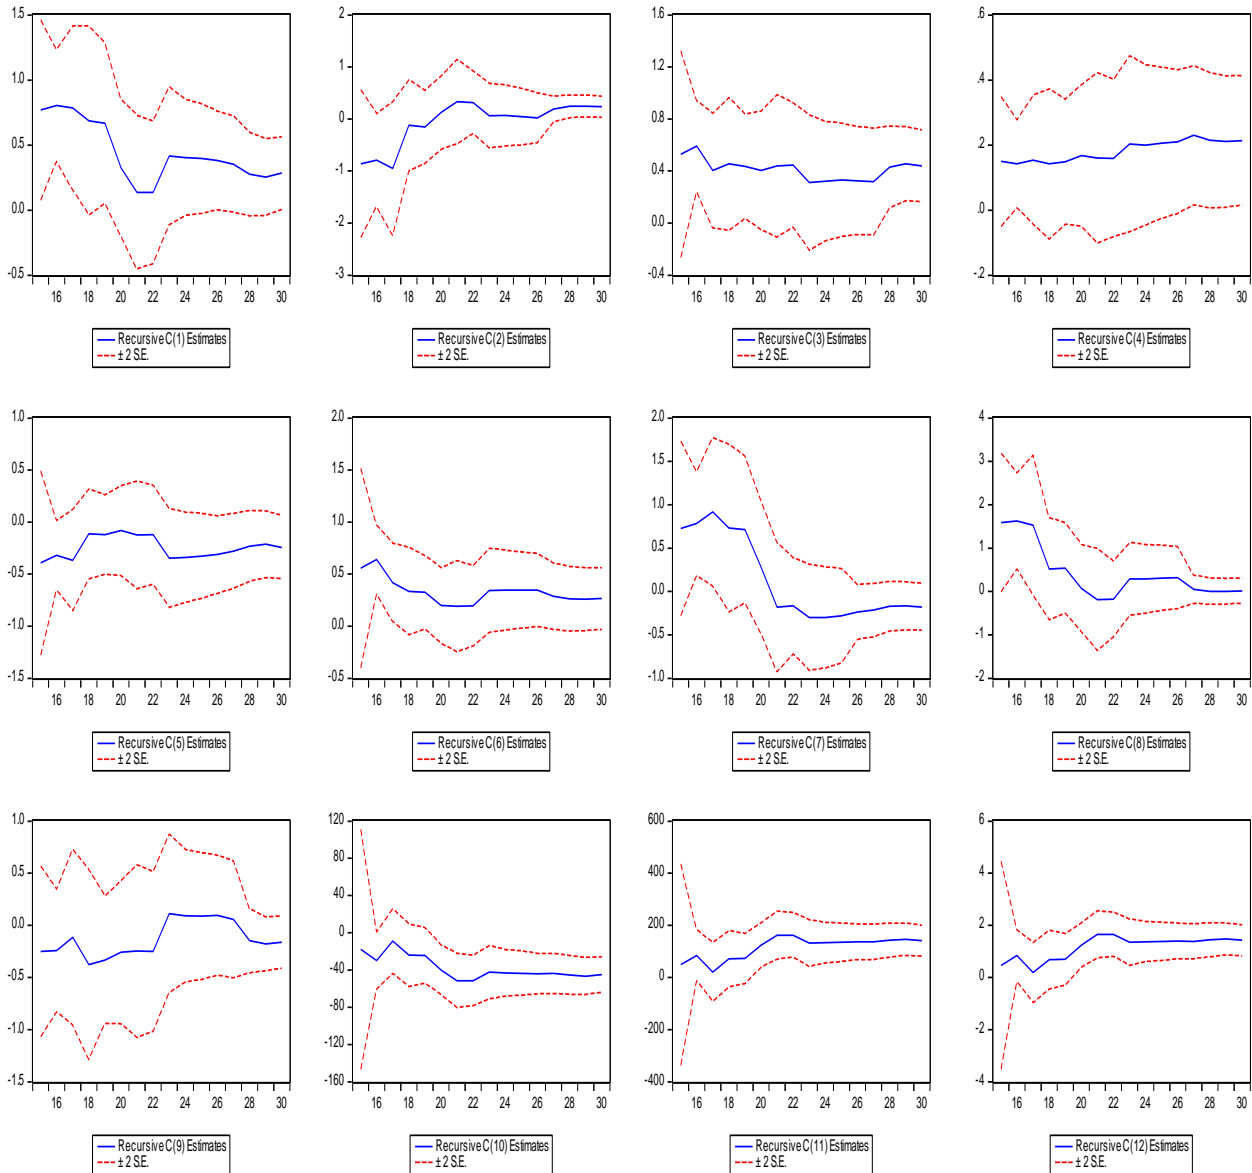 1.5
1.0
0.5
0.0
-0.5
16 18 20 22 24 26 28 30
Recursive C(1) Estimates
± 2 S.E.
2
1
0
-1
-2
-3
16 18 20 22 24 26 28 30
Recursive C(2) Estimates
± 2 S.E.
1.6
1.2
0.8
0.4
0.0
-0.4
16 18 20 22 24 26 28 30
Recursive C(3) Estimates
± 2 S.E.
.6
.4
.2
.0
-.2
16 18 20 22 24 26 28 30
Recursive C(4) Estimates
± 2 S.E.
1.0
0.5
0.0
-0.5
-1.0
-1.5
16 18 20 22 24 26 28 30
Recursive C(5) Estimates
± 2 S.E.
2.0
1.5
1.0
0.5
0.0
-0.5
16 18 20 22 24 26 28 30
Recursive C(6) Estimates
± 2 S.E.
2.0
1.5
1.0
0.5
0.0
-0.5
-1.0
16 18 20 22 24 26 28 30
Recursive C(7) Estimates
± 2 S.E.
4
3
2
1
0
-1
-2
16 18 20 22 24 26 28 30
Recursive C(8) Estimates
± 2 S.E.
1.0
0.5
0.0
-0.5
-1.0
-1.5
16 18 20 22 24 26 28 30
Recursive C(9) Estimates
± 2 S.E.
120
80
40
0
-40
-80
-120
-160
16 18 20 22 24 26 28 30
Recursive C(10) Estimates
± 2 S.E.
600
400
200
0
-200
-400
16 18 20 22 24 26 28 30
Recursive C(11) Estimates
± 2 S.E.
6
4
2
0
-2
-4
16 18 20 22 24 26 28 30
Recursive C(12) Estimates
± 2 S.E.